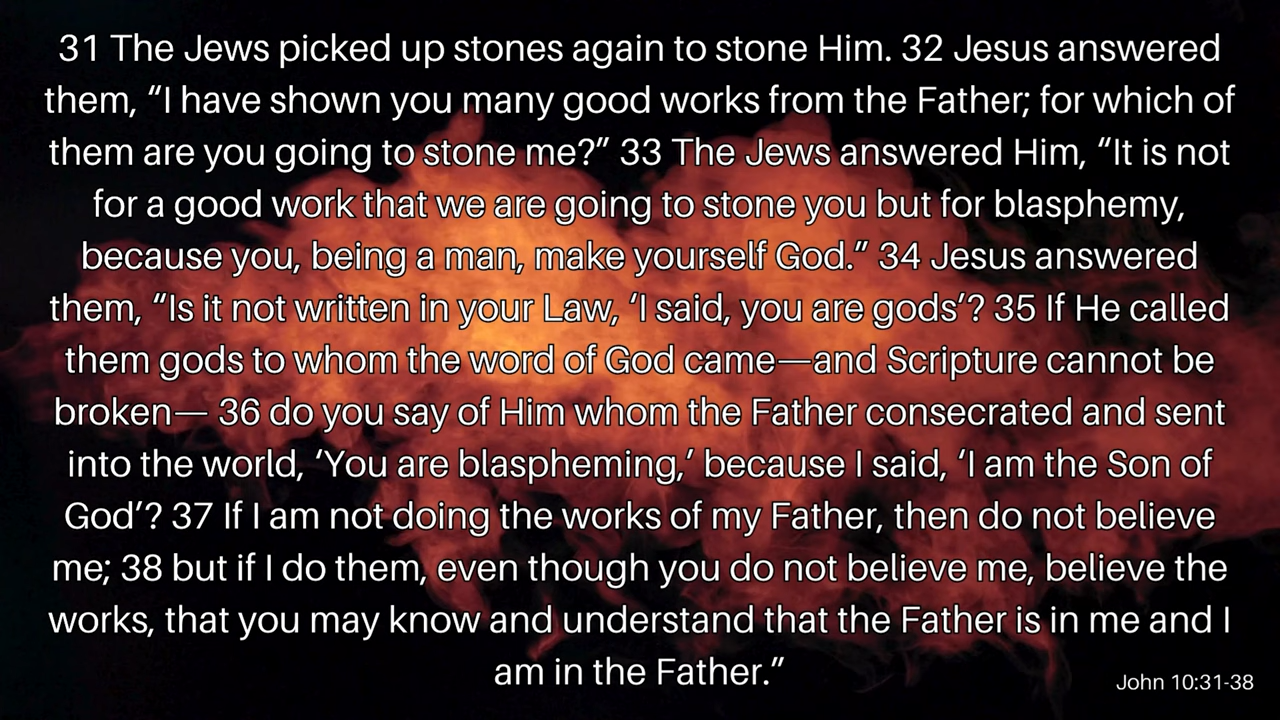 31 The Jews picked up stones again to stone Him. 32 Jesus answered
them, “I have shown you many good works from the Father; for which of
them are you going to stone me?” 33 The Jews answered Him, “It is not
for a good work that we are going to stone you but for blasphemy,
because you, being a man, make yourself God.” 34 Jesus answered
them, “Is it not written in your Law, ‘I said, you are gods’? 35 If He called
them gods to whom the word of God came—and Scripture cannot be
broken— 36 do you say of Him whom the Father consecrated and sent
into the world, ‘You are blaspheming,’ because I said, ‘I am the Son of
God’? 37 If I am not doing the works of my Father, then do not believe
me; 38 but if I do them, even though you do not believe me, believe the
works, that you may know and understand that the Father is in me and I
am in the Father.”
John 10:31-38